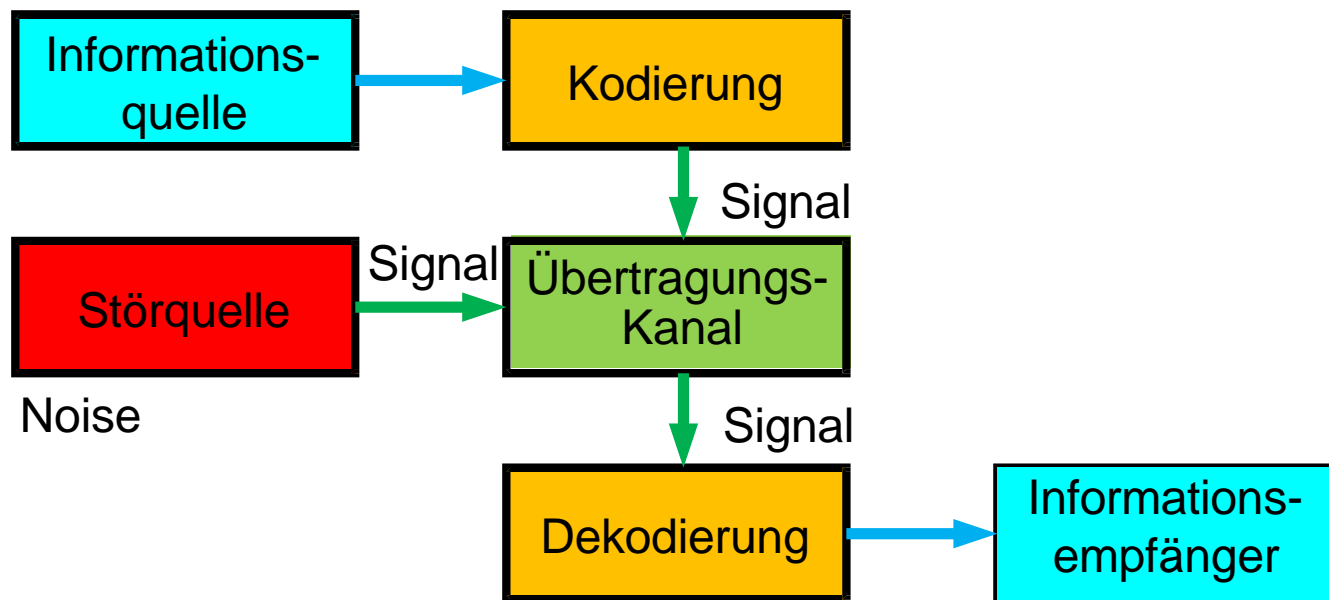 Informations-
quelle
Kodierung
Signal
Störquelle
Signal
Übertragungs-
Kanal
Noise
Signal
Dekodierung
Informations-
empfänger